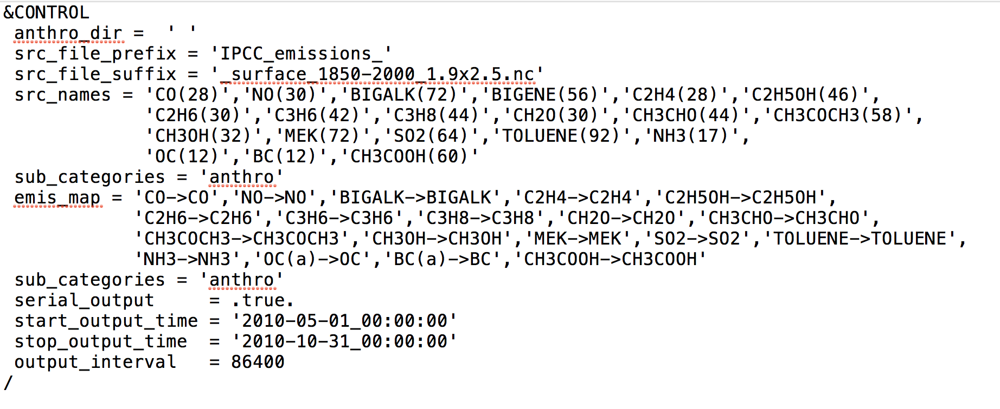 &CONTROL
anthro_dir =  ' '
src_file_prefix = 'IPCC_emissions_'
src_file_suffix = '_surface_1850-2000_1.9x2.5.nc'
src_names = 'CO(28)','NO(30)','BIGALK(72)','BIGENE(56)','C2H4(28)','C2H5OH(46)',
'C2H6(30)','C3H6(42)','C3H8(44)','CH2O(30)','CH3CHO(44)','CH3COCH3(58)',
'CH3OH(32)','MEK(72)','SO2(64)','TOLUENE(92)','NH3(17)',
'OC(12)','BC(12)','CH3COOH(60)'
sub_categories = 'anthro'
emis_map = 'CO->CO','NO->NO','BIGALK->BIGALK','C2H4->C2H4','C2H5OH->C2H5OH',
'C2H6->C2H6','C3H6->C3H6','C3H8->C3H8','CH2O->CH2O','CH3CHO->CH3CHO',
'CH3COCH3->CH3COCH3','CH3OH->CH3OH','MEK->MEK','SO2->SO2','TOLUENE->TOLUENE',
'NH3->NH3','OC(a)->OC','BC(a)->BC','CH3COOH->CH3COOH'
sub_categories = 'anthro'
serial_output     = .true.
start_output_time = '2010-05-01_00:00:00'
stop_output_time  = '2010-10-31_00:00:00'
output_interval   = 86400
/